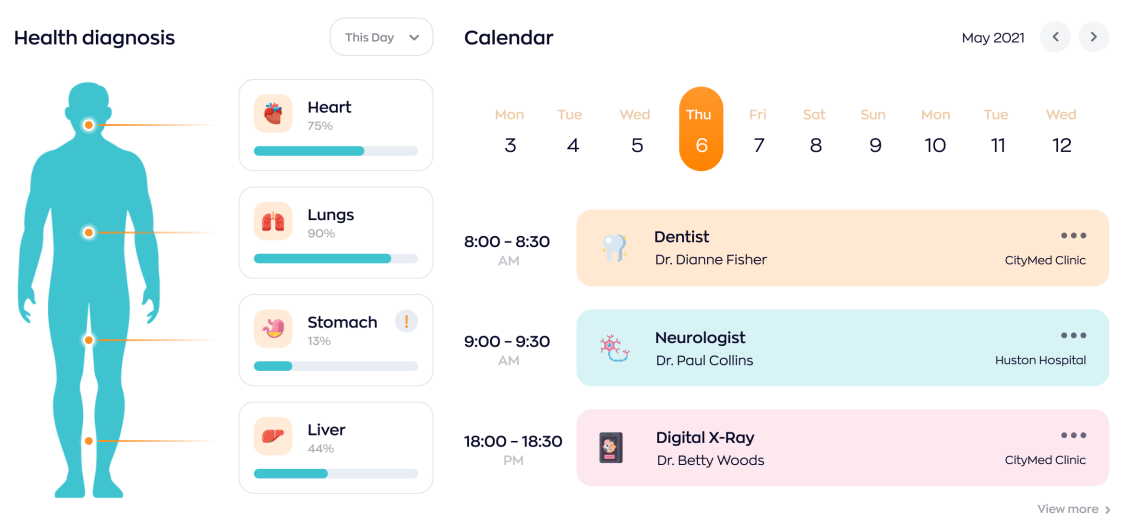 Health diagnosis
This Day
Heart
75%
Lungs
90%
Stomach
!
13%
Liver
44%
Calendar
May 2021
Mon Tue Wed Thu Fri Sat Sun Mon Tue Wed
3 4 5 6 7 8 9 10 11 12
8:00 - 8:30
AM
Dentist
Dr. Dianne Fisher
CityMed Clinic
9:00 - 9:30
AM
Neurologist
Dr. Paul Collins
Huston Hospital
18:00 - 18:30
PM
Digital X-Ray
Dr. Betty Woods
CityMed Clinic
View more